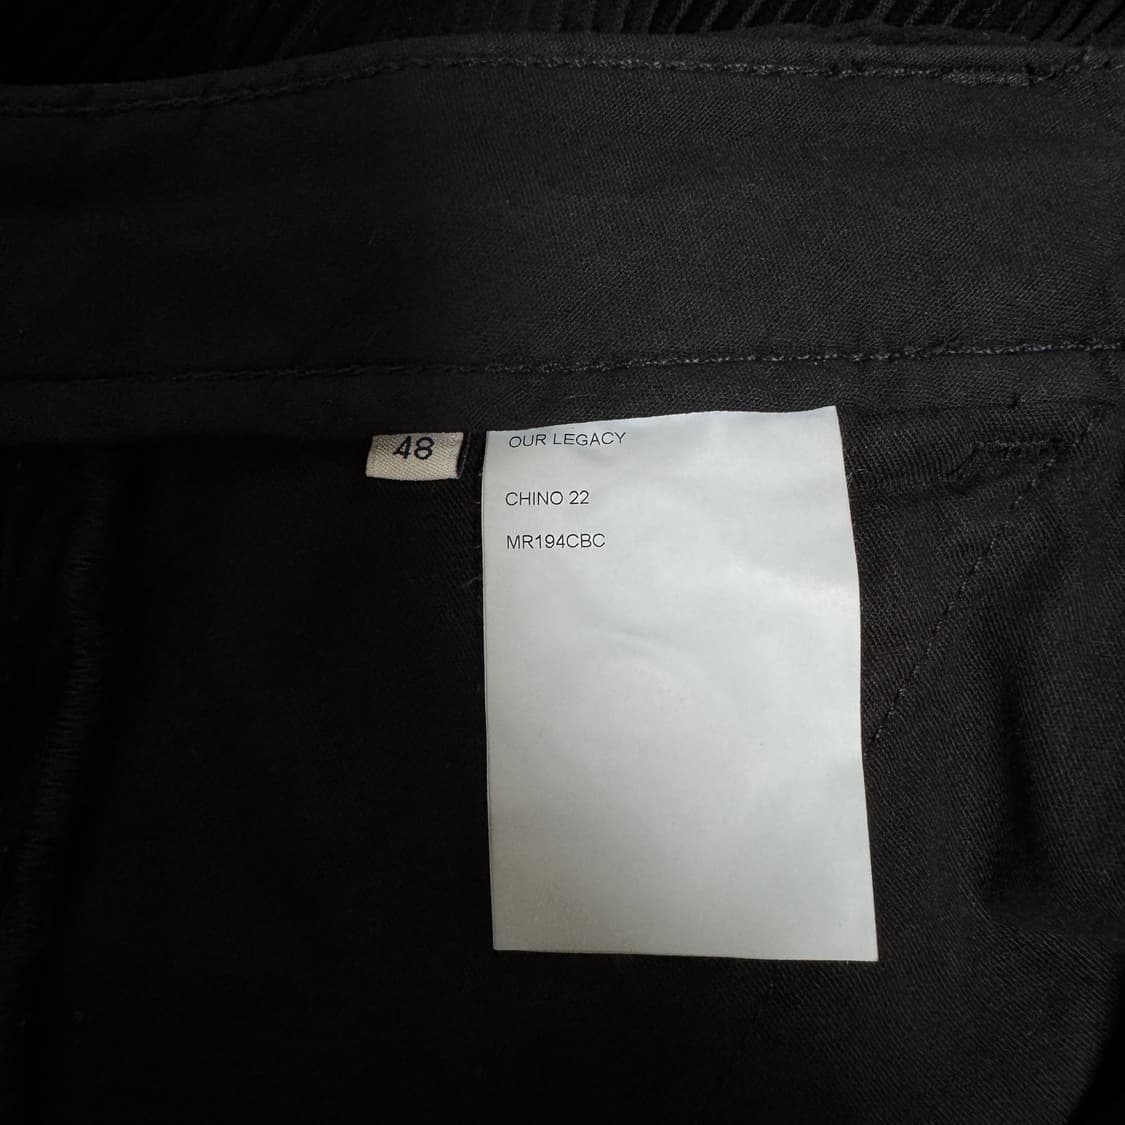 48
OUR LEGACY
CHINO 22
MR194CBC